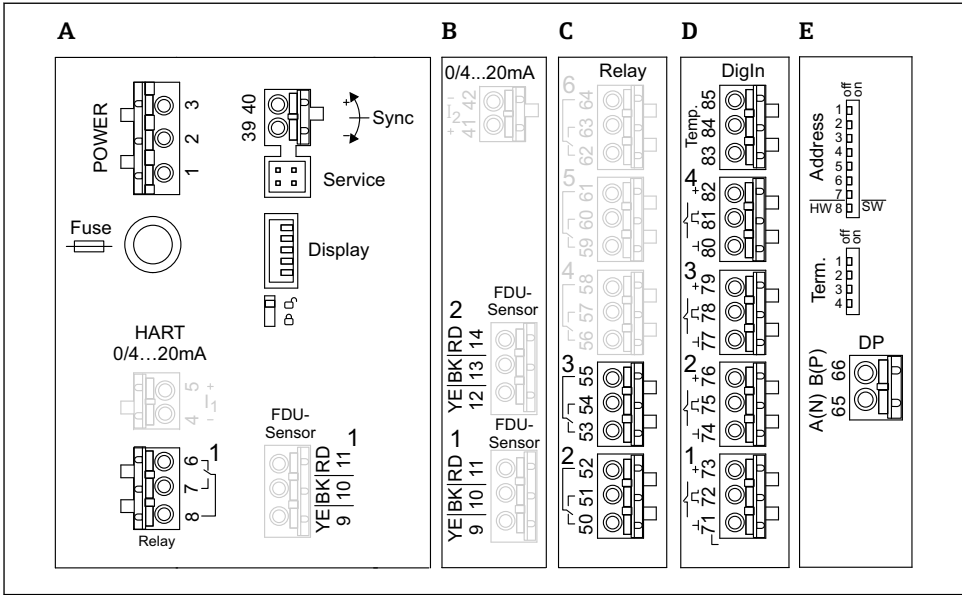 A
B
C
D
E
POWER
3
2
1
39 40
+
-
Sync
Service
Fuse
Display
HART
0/4...20mA
5
4
+
I1
-
1
6
7
8
Relay
FDU-
Sensor
1
YE BK RD
9 10 11
0/4...20mA
- 42
I2
+ 41
2
FDU-
Sensor
YE BK RD
12 13 14
1
FDU-
Sensor
YE BK RD
9 10 11
Relay
6
62 63 64
5
59 60 61
4
56 57 58
3
53 54 55
2
50 51 52
DigIn
Temp.
83 84 85
4
80 81 82
+
3
77 78 79
+
2
74 75 76
+
1
71 72 73
+
off
on
Address
1
2
3
4
5
6
7
HW 8 SW
off
on
Term.
1
2
3
4
DP
A(N) B(P)
65 66